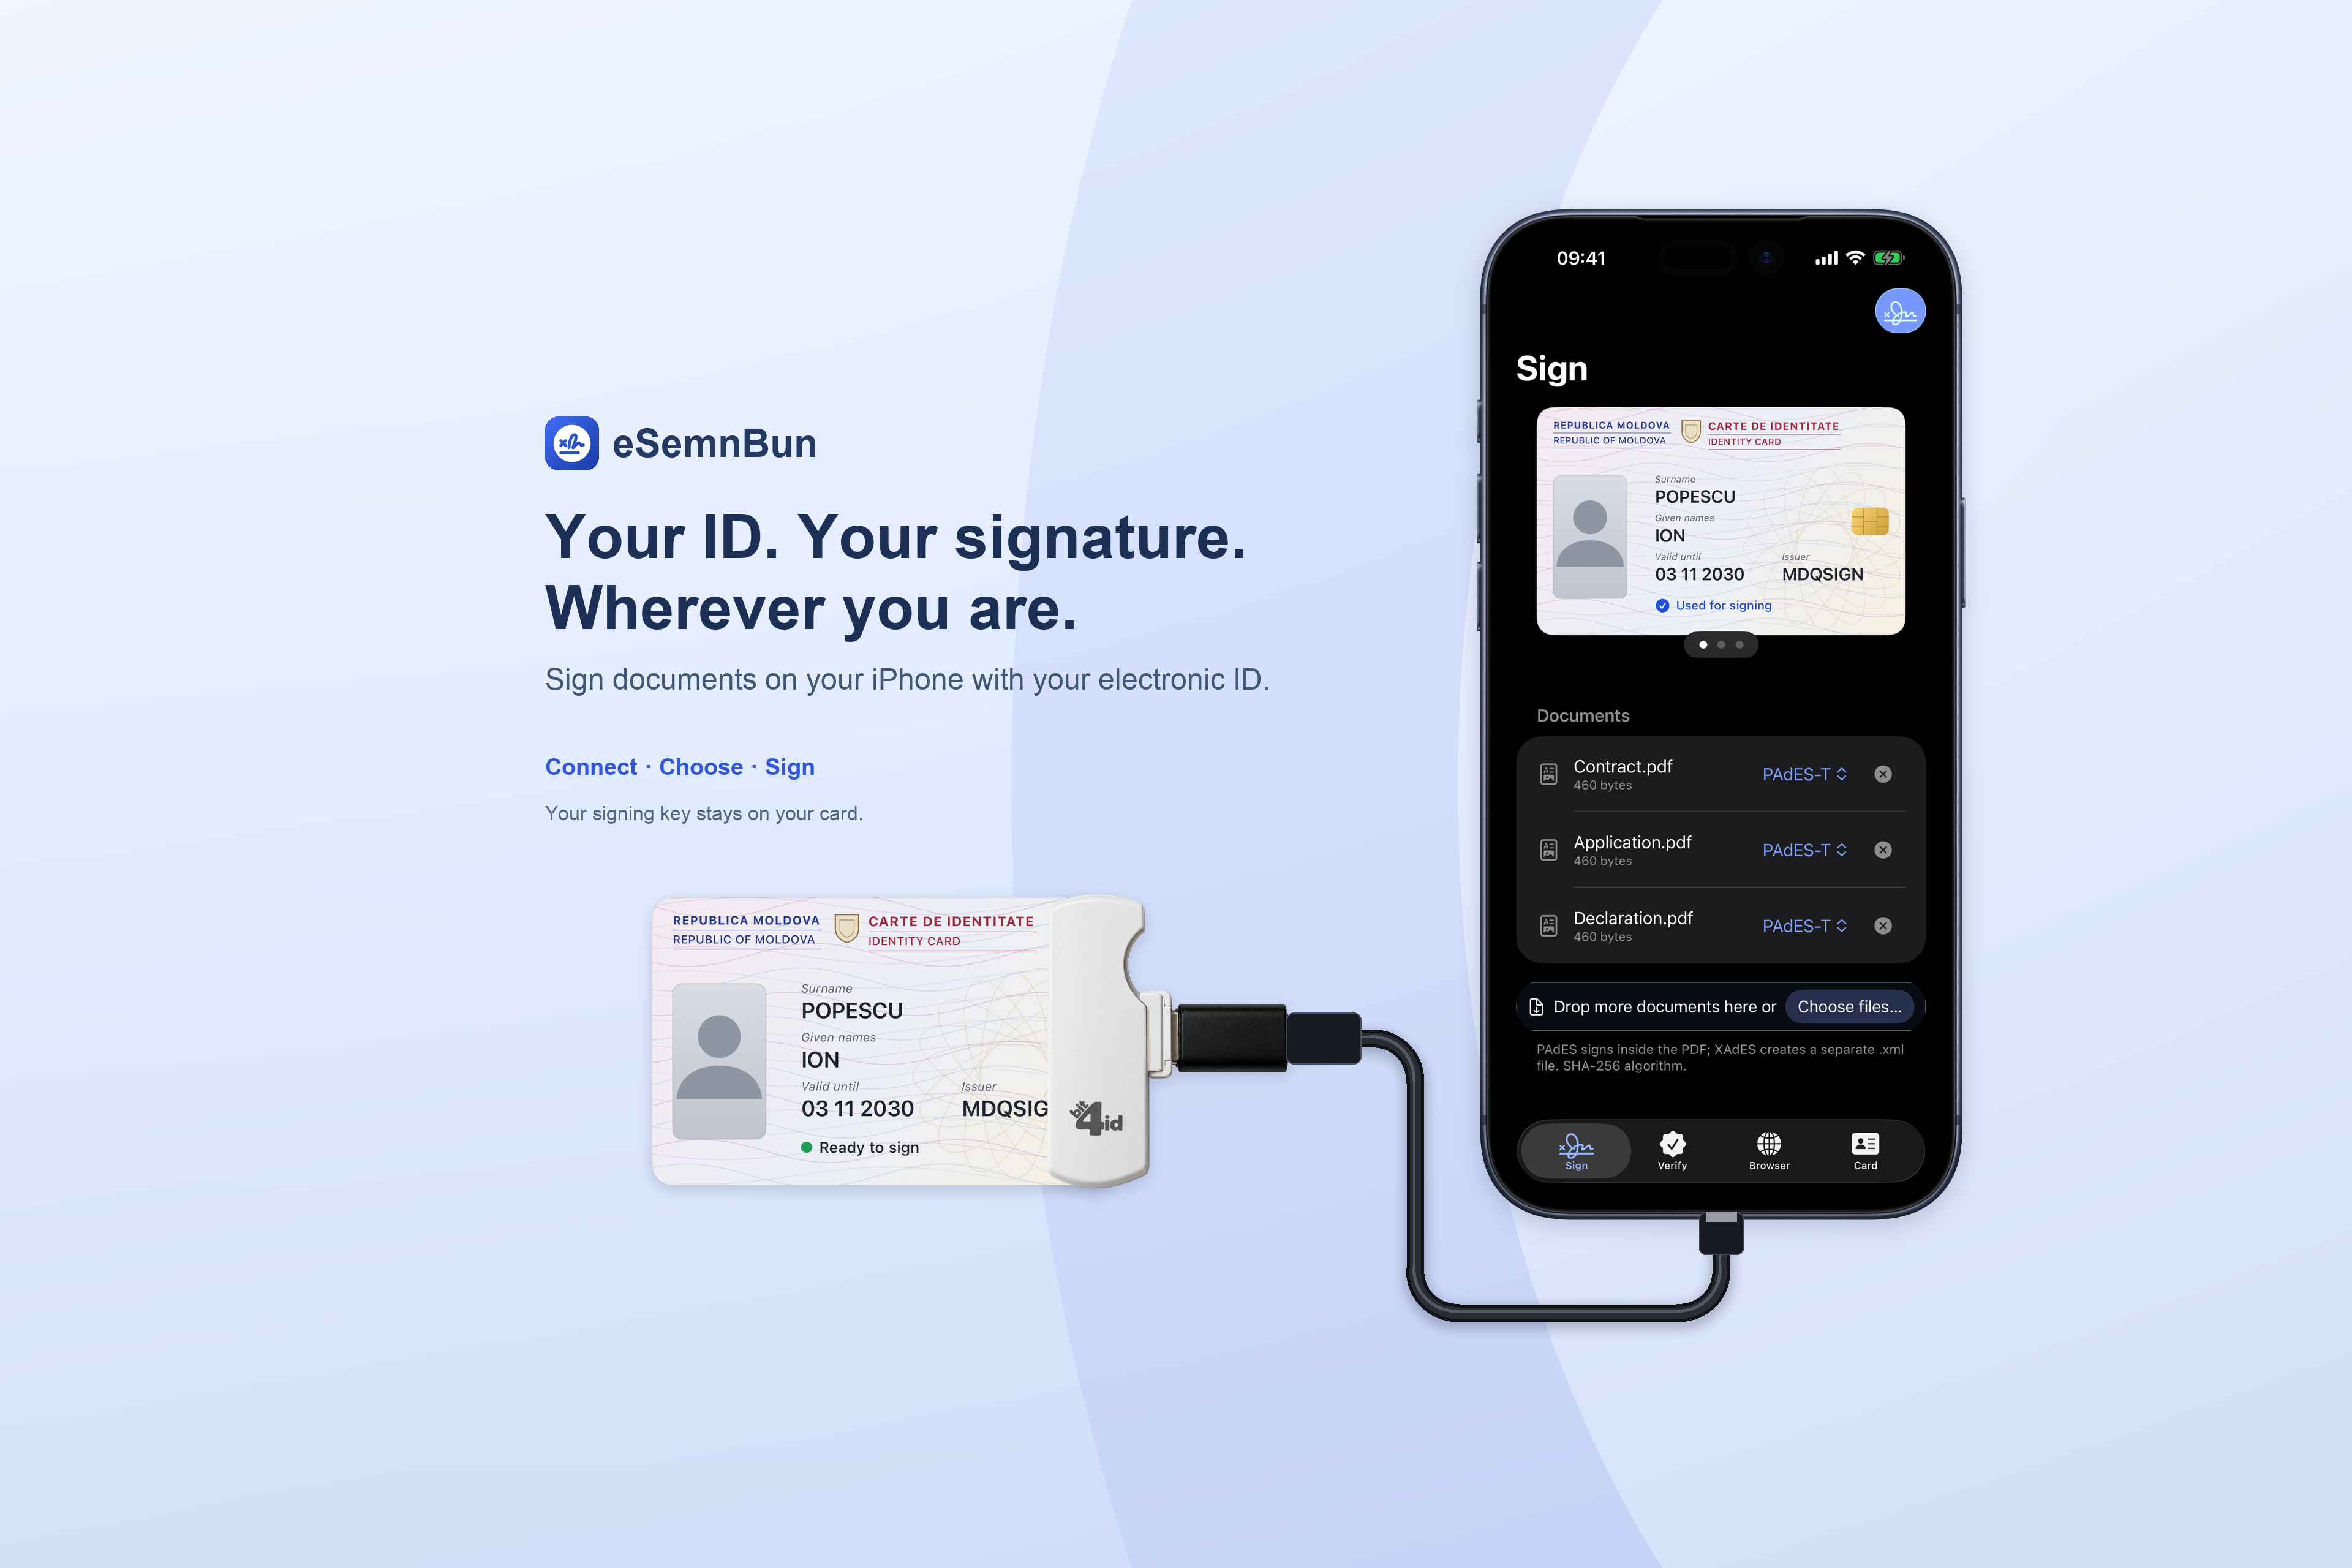 eSemnBun
Your ID. Your signature.
Wherever you are.
Sign documents on your iPhone with your electronic ID.
Connect · Choose · Sign
Your signing key stays on your card.
REPUBLICA MOLDOVA
REPUBLIC OF MOLDOVA
CARTE DE IDENTITATE
IDENTITY CARD
Surname
POPESCU
Given names
ION
Valid until
03 11 2030
Issuer
MDQSIG
Ready to sign
bit4id
09:41
Sign
REPUBLICA MOLDOVA
REPUBLIC OF MOLDOVA
CARTE DE IDENTITATE
IDENTITY CARD
Surname
POPESCU
Given names
ION
Valid until
03 11 2030
Issuer
MDQSIGN
Used for signing
Documents
Contract.pdf
460 bytes
PAdES-T
Application.pdf
460 bytes
PAdES-T
Declaration.pdf
460 bytes
PAdES-T
Drop more documents here or
Choose files...
PAdES signs inside the PDF; XAdES creates a separate .xml
file. SHA-256 algorithm.
Sign
Verify
Browser
Card